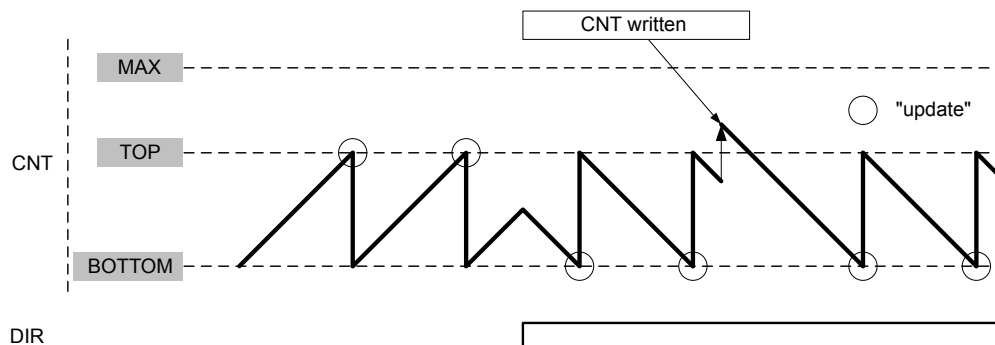 CNT written
MAX
"update"
TOP
CNT
BOTTOM
DIR